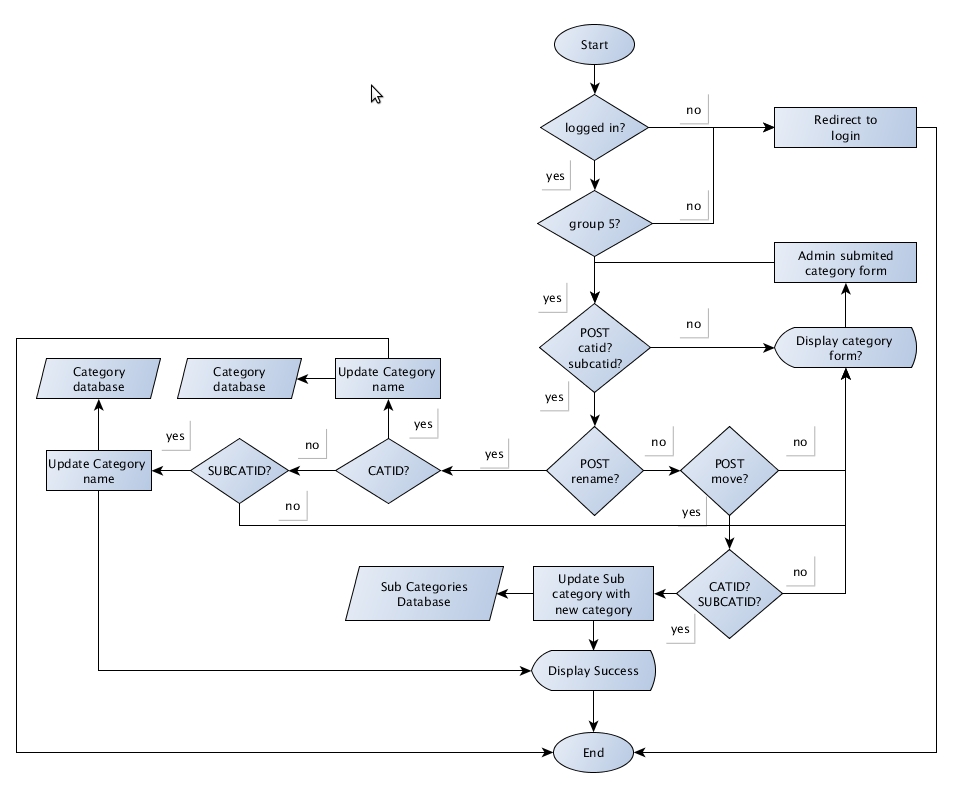 Start
logged in?
no
Redirect to
login
yes
group 5?
no
Admin submited
category form
yes
POST
catid?
subcatid?
no
Display category
form?
Category
database
Category
database
Update Category
name
yes
yes
yes
no
CATID?
yes
POST
rename?
no
POST
move?
no
Update Category
name
SUBCATID?
no
yes
Sub Categories
Database
Update Sub
category with
new category
CATID?
SUBCATID?
no
yes
Display Success
End